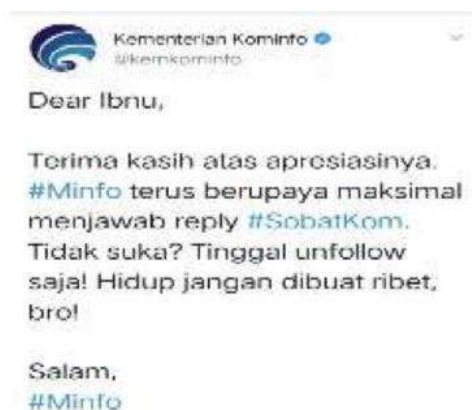 Kementerian Kominfo
@kemkominfo
Dear Ibnu,
Terima kasih atas apresiasinya.
#Minfo terus berupaya maksimal
menjawab reply #SobatKom.
Tidak suka? Tinggal unfollow
saja! Hidup jangan dibuat ribet,
bro!
Salam,
#Minfo